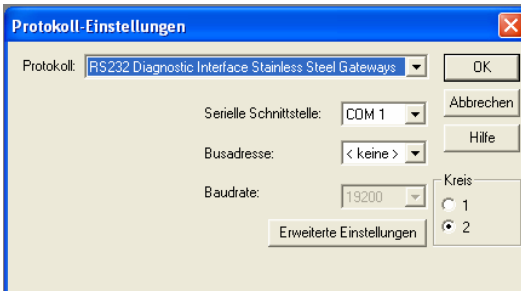 Protokoll-Einstellungen
Protokoll: RS232 Diagnostic Interface Stainless Steel Gateways
OK
Serielle Schnittstelle: COM 1
Abbrechen
Busadresse: < keine >
Hilfe
Baudrate: 19200
Kreis
1
2
Erweiterte Einstellungen